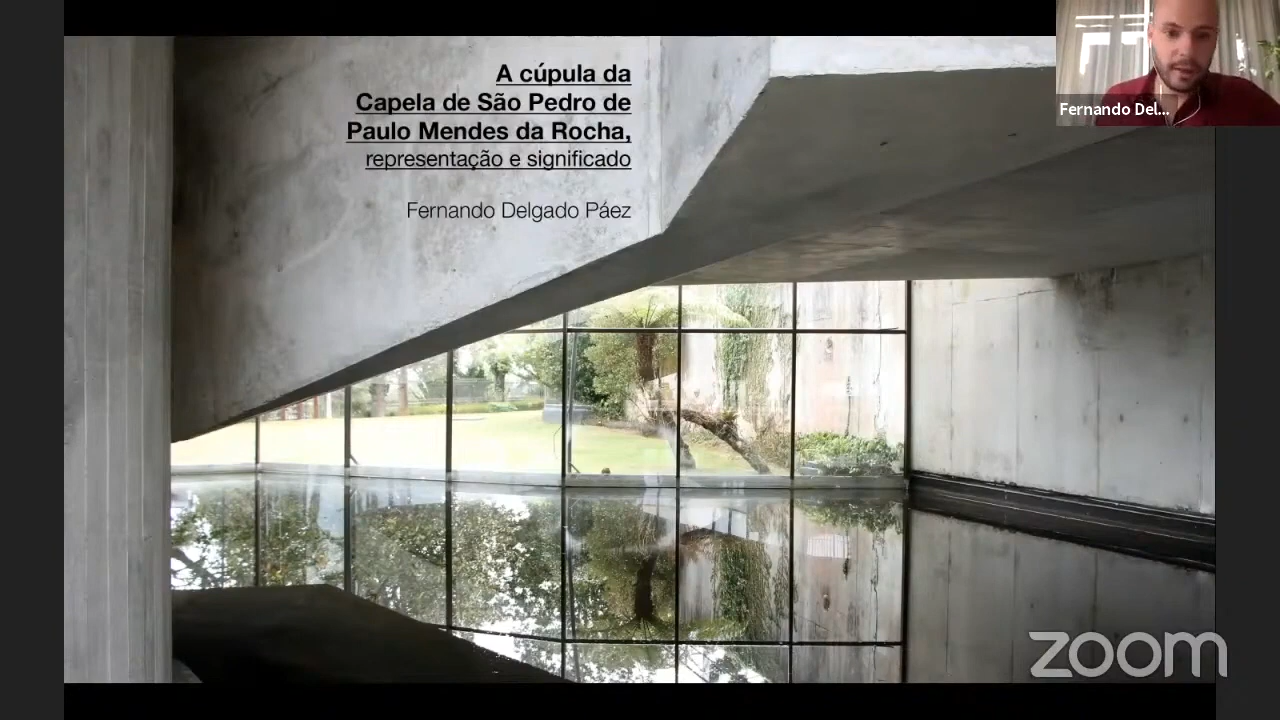 A cúpula da
Capela de São Pedro de
Paulo Mendes da Rocha,
representação e significado
Fernando Delgado Páez
Fernando Del...
zoom